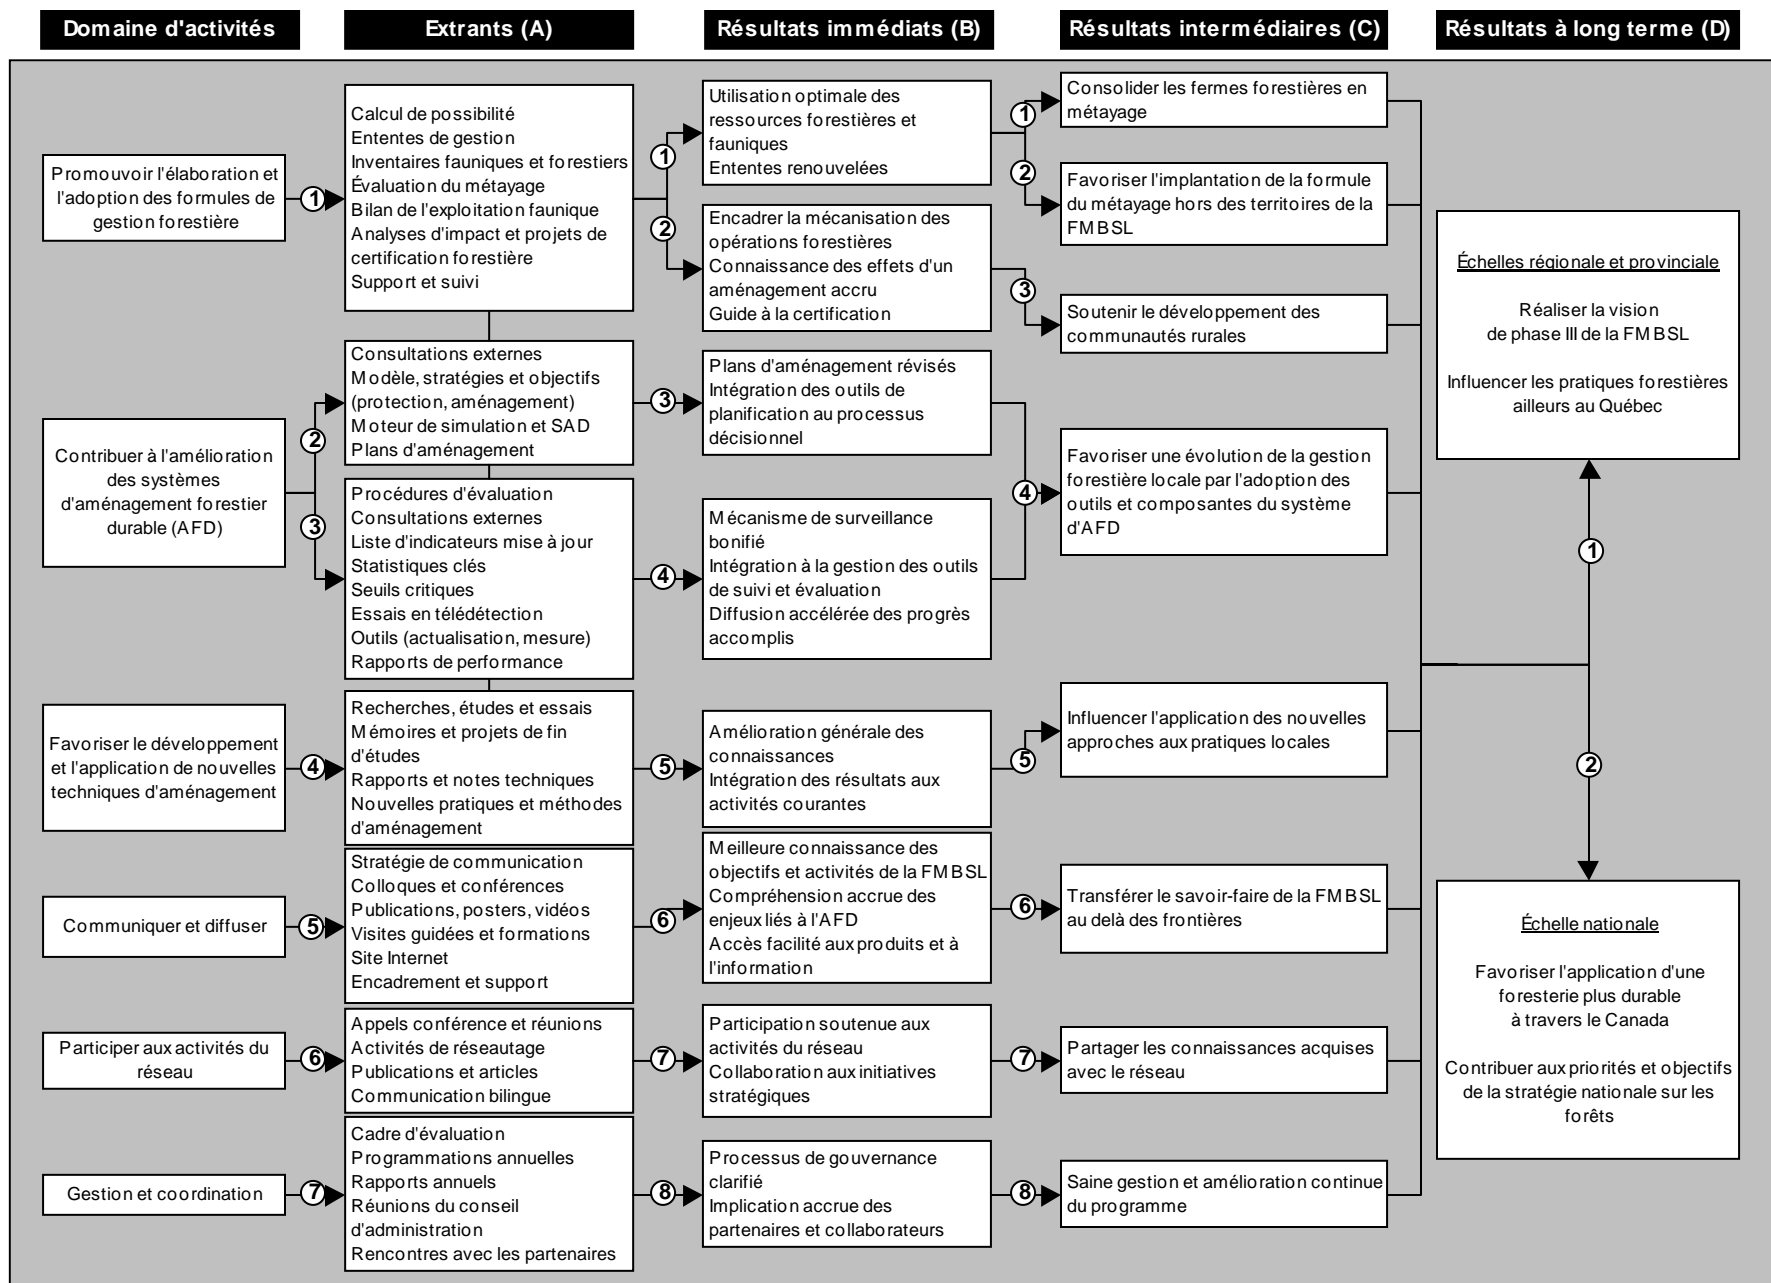 Domaine d'activités
Extrants (A)
Résultats immédiats (B)
Résultats intermédiaires (C)
Résultats à long terme (D)
Promouvoir l'élaboration et
l'adoption des formules de
gestion forestière
1
Calcul de possibilité
Ententes de gestion
Inventaires fauniques et forestiers
Évaluation du métayage
Bilan de l'exploitation faunique
Analyses d'impact et projets de
certification forestière
Support et suivi
1
2
Utilisation optimale des
ressources forestières et
fauniques
Ententes renouvelées
Encadrer la mécanisation des
opérations forestières
Connaissance des effets d'un
aménagement accru
Guide à la certification
1
2
3
Consolider les fermes forestières en
métayage
Favoriser l'implantation de la formule
du métayage hors des territoires de la
FMBSL
Soutenir le développement des
communautés rurales
Contribuer à l'amélioration
des systèmes
d'aménagement forestier
durable (AFD)
2
3
Consultations externes
Modèle, stratégies et objectifs
(protection, aménagement)
Moteur de simulation et SAD
Plans d'aménagement
3
Plans d'aménagement révisés
Intégration des outils de
planification au processus
décisionnel
Procédures d'évaluation
Consultations externes
Liste d'indicateurs mise à jour
Statistiques clés
Seuils critiques
Essais en télédétection
Outils (actualisation, mesure)
Rapports de performance
4
Mécanisme de surveillance
bonifié
Intégration à la gestion des outils
de suivi et évaluation
Diffusion accélérée des progrès
accomplis
4
Favoriser une évolution de la gestion
forestière locale par l'adoption des
outils et composantes du système
d'AFD
Favoriser le développement
et l'application de nouvelles
techniques d'aménagement
4
Recherches, études et essais
Mémoires et projets de fin
d'études
Rapports et notes techniques
Nouvelles pratiques et méthodes
d'aménagement
5
Amélioration générale des
connaissances
Intégration des résultats aux
activités courantes
5
Influencer l'application des nouvelles
approches aux pratiques locales
Communiquer et diffuser
5
Stratégie de communication
Colloques et conférences
Publications, posters, vidéos
Visites guidées et formations
Site Internet
Encadrement et support
6
Meilleure connaissance des
objectifs et activités de la FMBSL
Compréhension accrue des
enjeux liés à l'AFD
Accès facilité aux produits et à
l'information
6
Transférer le savoir-faire de la FMBSL
au delà des frontières
Participer aux activités du
réseau
6
Appels conférence et réunions
Activités de réseautage
Publications et articles
Communication bilingue
7
Participation soutenue aux
activités du réseau
Collaboration aux initiatives
stratégiques
7
Partager les connaissances acquises
avec le réseau
Gestion et coordination
7
Cadre d'évaluation
Programmations annuelles
Rapports annuels
Réunions du conseil
d'administration
Rencontres avec les partenaires
8
Processus de gouvernance
clarifié
Implication accrue des
partenaires et collaborateurs
8
Saine gestion et amélioration continue
du programme
Échelles régionale et provinciale
Réaliser la vision
de phase III de la FMBSL
Influencer les pratiques forestières
ailleurs au Québec
1
2
Échelle nationale
Favoriser l'application d'une
foresterie plus durable
à travers le Canada
Contribuer aux priorités et objectifs
de la stratégie nationale sur les
forêts